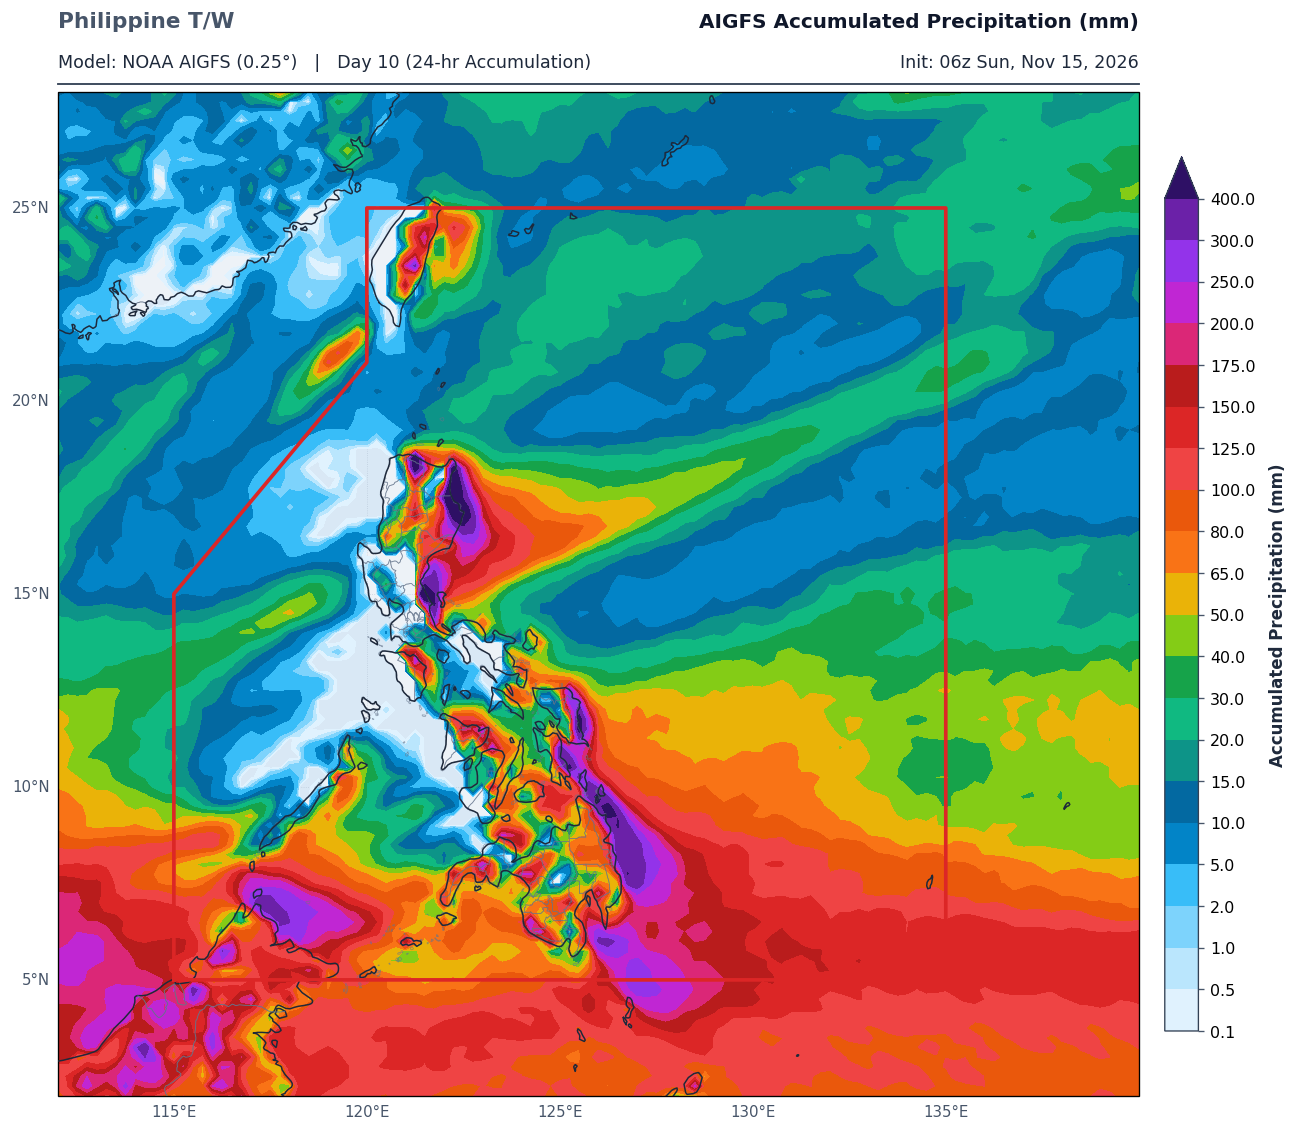 Philippine T/W
AIGFS Accumulated Precipitation (mm)
Model: NOAA AIGFS (0.25°)   |   Day 10 (24-hr Accumulation)
Init: 06z Sun, Nov 15, 2026
25°N
20°N
15°N
10°N
5°N
115°E
120°E
125°E
130°E
135°E
400.0
300.0
250.0
200.0
175.0
150.0
125.0
100.0
80.0
65.0
50.0
40.0
30.0
20.0
15.0
10.0
5.0
2.0
1.0
0.5
0.1
Accumulated Precipitation (mm)